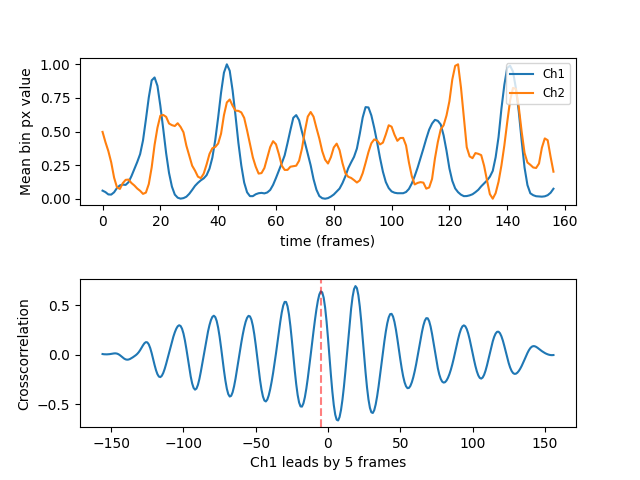 1.00
0.75
0.50
0.25
0.00
Mean bin px value
Ch1
Ch2
0 20 40 60 80 100 120 140 160
time (frames)
0.5
0.0
−0.5
Crosscorrelation
−150 −100 −50 0 50 100 150
Ch1 leads by 5 frames